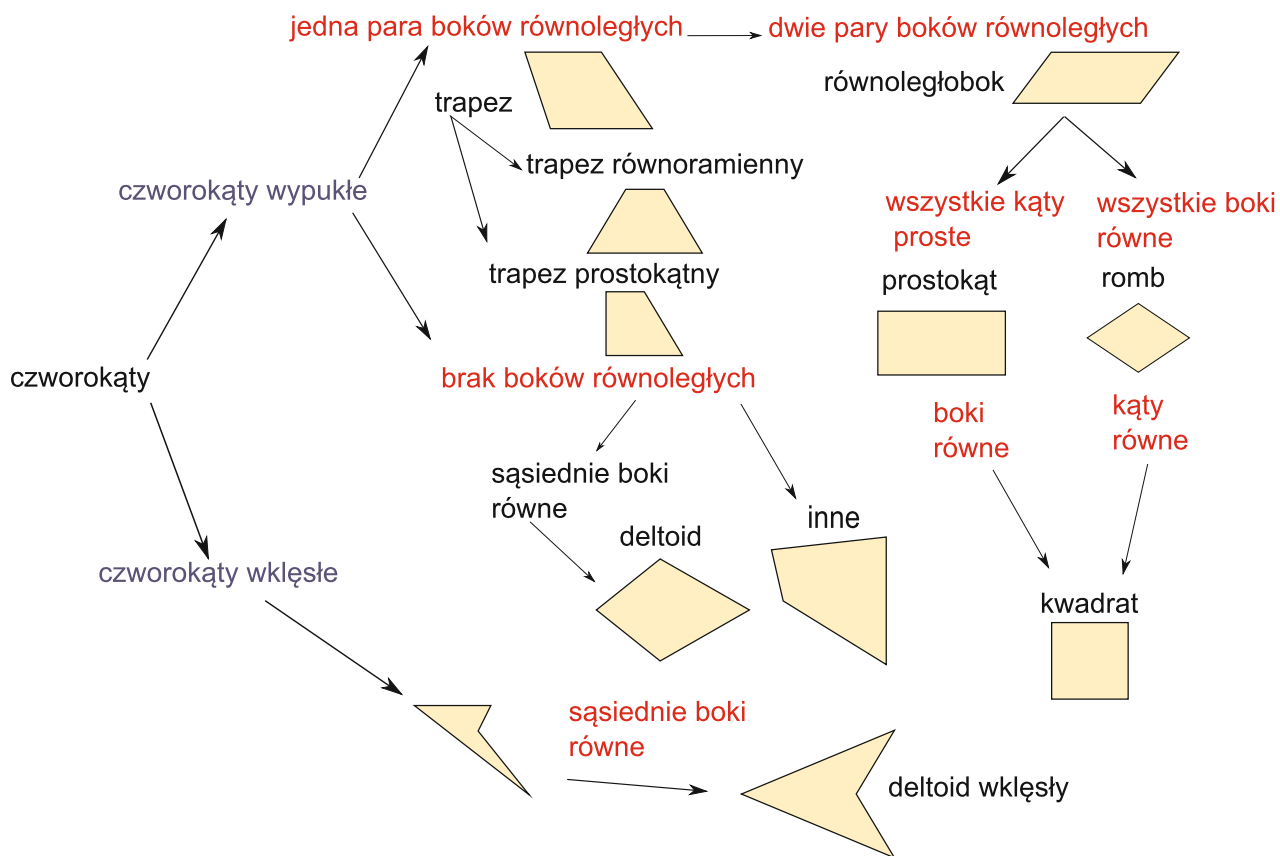 jedna para boków równoległych
dwie pary boków równoległych
równoległobok
trapez
trapez równoramienny
czworokąty wypukłe
wszystkie kąty
proste
wszystkie boki
równe
trapez prostokątny
prostokąt
romb
czworokąty
brak boków równoległych
boki
równe
kąty
równe
sąsiednie boki
równe
inne
deltoid
czworokąty wklęsłe
kwadrat
sąsiednie boki
równe
deltoid wklęsły